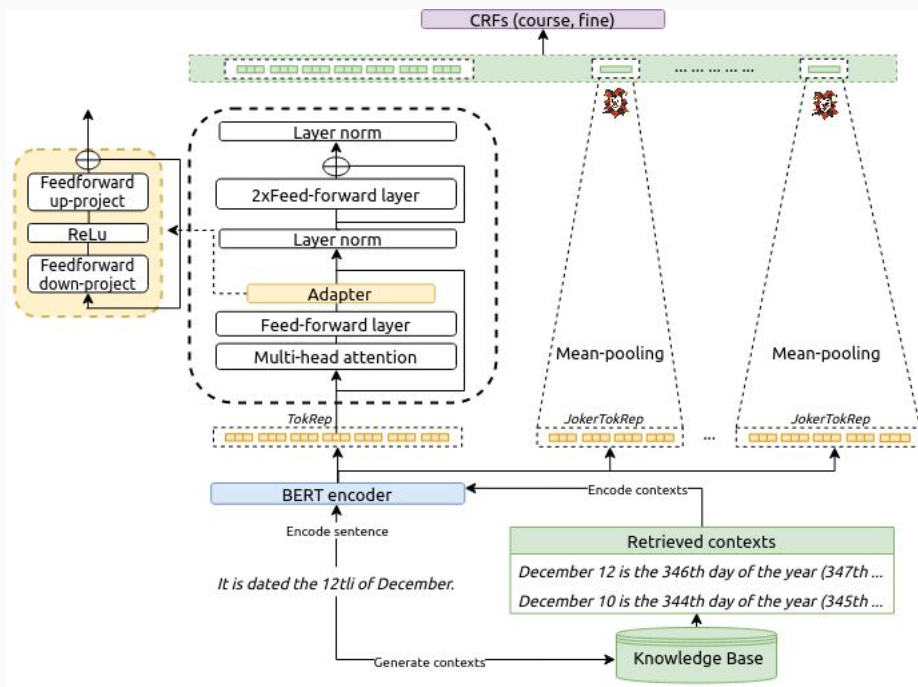 CRFs (course, fine)
... ... ... ... ...
Layer norm
2xFeed-forward layer
Layer norm
Adapter
Feed-forward layer
Multi-head attention
Feedforward
up-project
ReLu
Feedforward
down-project
Mean-pooling
Mean-pooling
TokRep
JokerTokRep
...
JokerTokRep
BERT encoder
Encode contexts
Encode sentence
Retrieved contexts
December 12 is the 346th day of the year (347th ...
December 10 is the 344th day of the year (345th ...
It is dated the 12tli of December.
Generate contexts
Knowledge Base